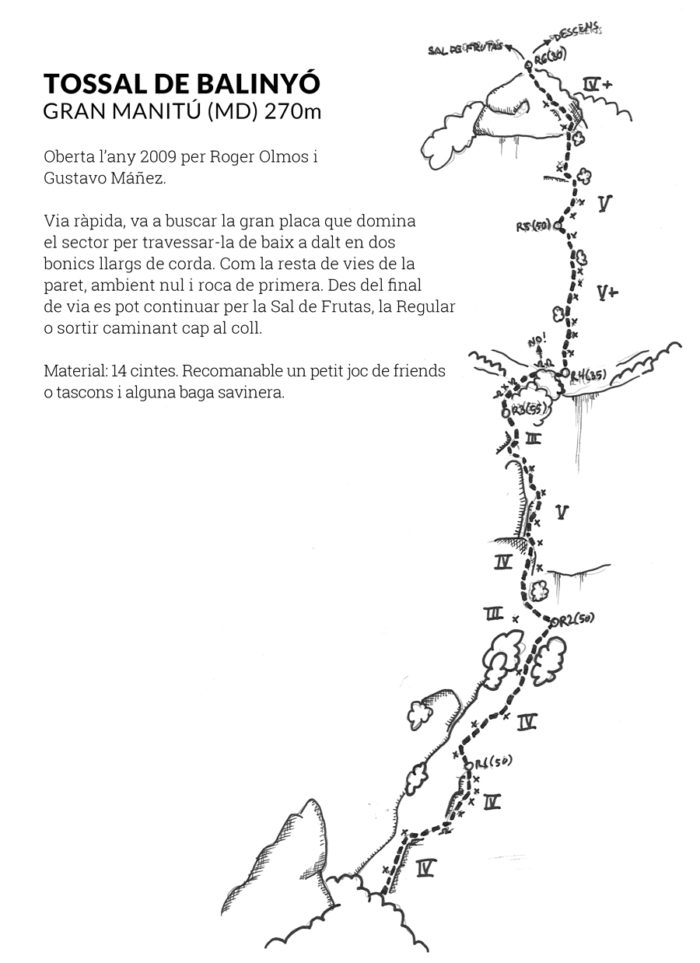 TOSSAL DE BALINYÓ
GRAN MANITÚ (MD) 270m
Oberta l'any 2009 per Roger Olmos i
Gustavo Máñez.
Via ràpida, va a buscar la gran placa que domina
el sector per travessar-la de baix a dalt en dos
bonics llargs de corda. Com la resta de vies de la
paret, ambient nul i roca de primera. Des del final
de via es pot continuar per la Sal de Frutas, la Regular
o sortir caminant cap al coll.
Material: 14 cintes. Recomanable un petit joc de friends
o tascons i alguna baga savinera.
SAL DE FRUTAS
DESCENS
R6(30)
IV+
V
R5(50)
V+
NO!
R4(35)
R3(55)
III
V
IV
III
R2(50)
IV
R1(50)
IV
IV